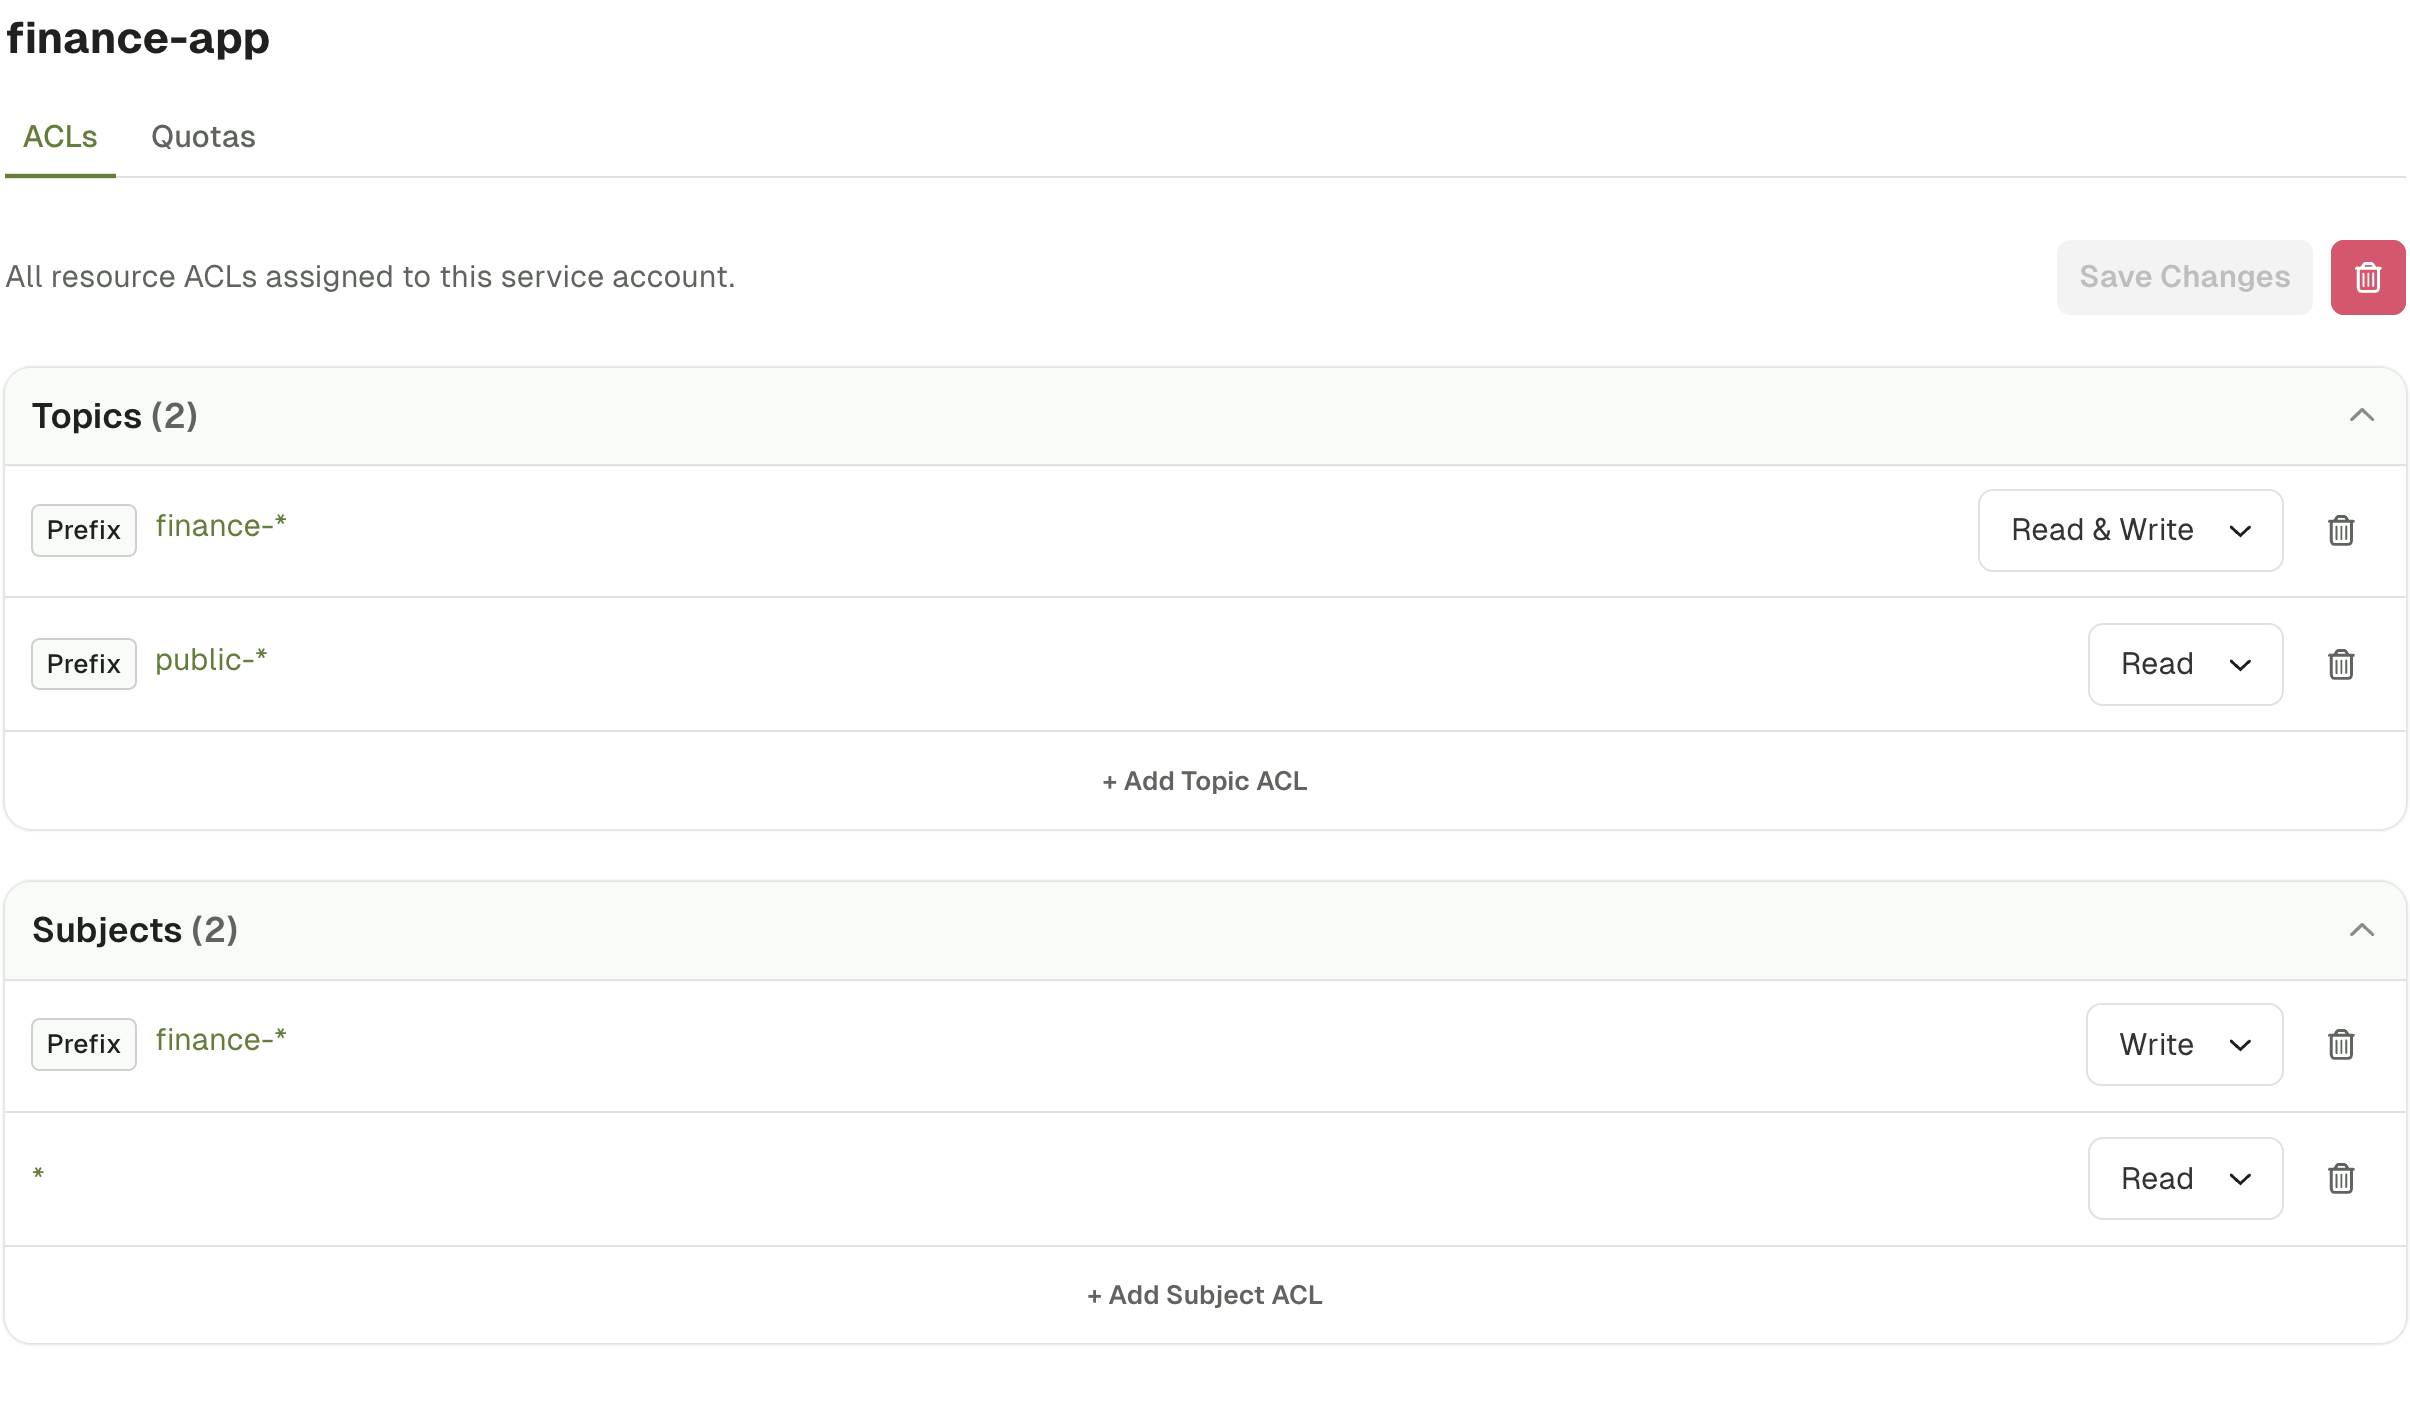 finance-app
ACLs Quotas
All resource ACLs assigned to this service account.
Save Changes
Topics (2)
Prefix finance-* Read & Write
Prefix public-* Read
+ Add Topic ACL
Subjects (2)
Prefix finance-* Write
* Read
+ Add Subject ACL